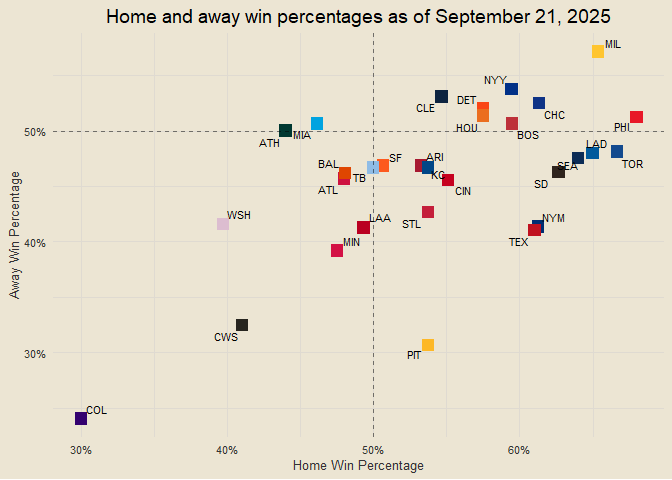 Home and away win percentages as of September 21, 2025
MIL
NYY
DET
CLE
CHC
HOU
BOS
PHI
50%
ATH
MIA
LAD
BAL
SF
ARI
TOR
TB
KC
SEA
ATL
CIN
SD
WSH
LAA
STL
NYM
40%
MIN
TEX
CWS
PIT
30%
COL
30%
40%
50%
60%
Home Win Percentage
Away Win Percentage